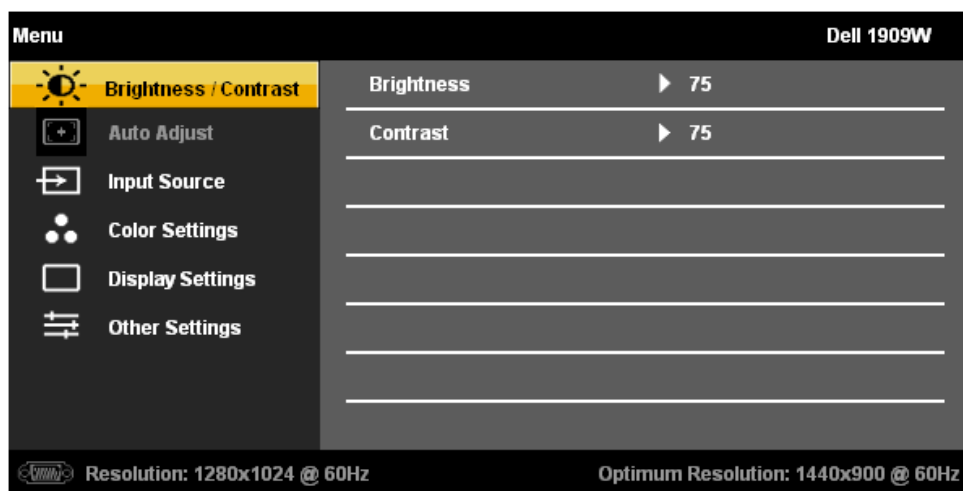 Menu Dell 1909W
Brightness / Contrast Brightness 75
Auto Adjust Contrast 75
Input Source
Color Settings
Display Settings
Other Settings
Resolution: 1280x1024 @ 60Hz Optimum Resolution: 1440x900 @ 60Hz